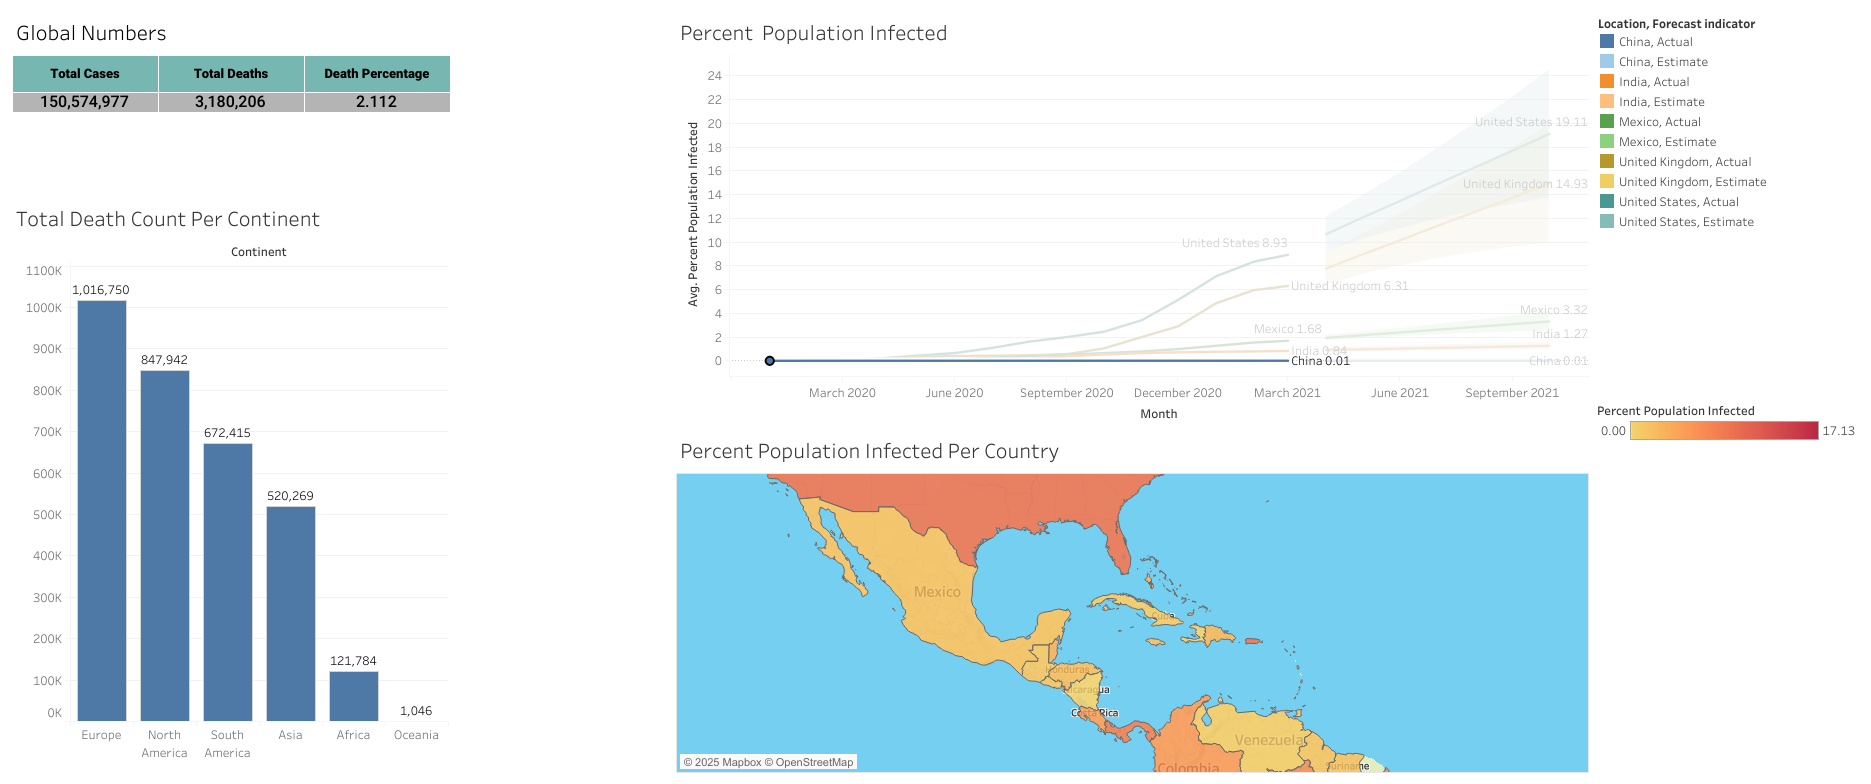 Global Numbers
Total Cases Total Deaths Death Percentage
150,574,977 3,180,206 2.112
Total Death Count Per Continent
Continent
1100K
1000K
900K
800K
700K
600K
500K
400K
300K
200K
100K
0K
1,016,750
847,942
672,415
520,269
121,784
1,046
Europe North America South America Asia Africa Oceania
Percent Population Infected
Avg. Percent Population Infected
24
22
20
18
16
14
12
10
8
6
4
2
0
United States 19.11
United Kingdom 14.93
United States 8.93
United Kingdom 6.31
Mexico 3.32
Mexico 1.68
India 1.27
India 0.84
China 0.01
China 0.01
March 2020 June 2020 September 2020 December 2020 March 2021 June 2021 September 2021
Month
Location, Forecast indicator
China, Actual
China, Estimate
India, Actual
India, Estimate
Mexico, Actual
Mexico, Estimate
United Kingdom, Actual
United Kingdom, Estimate
United States, Actual
United States, Estimate
Percent Population Infected
0.00 17.13
Percent Population Infected Per Country
Mexico
Cuba
Honduras
Nicaragua
Costa Rica
Venezuela
Colombia
Suriname
© 2025 Mapbox © OpenStreetMap